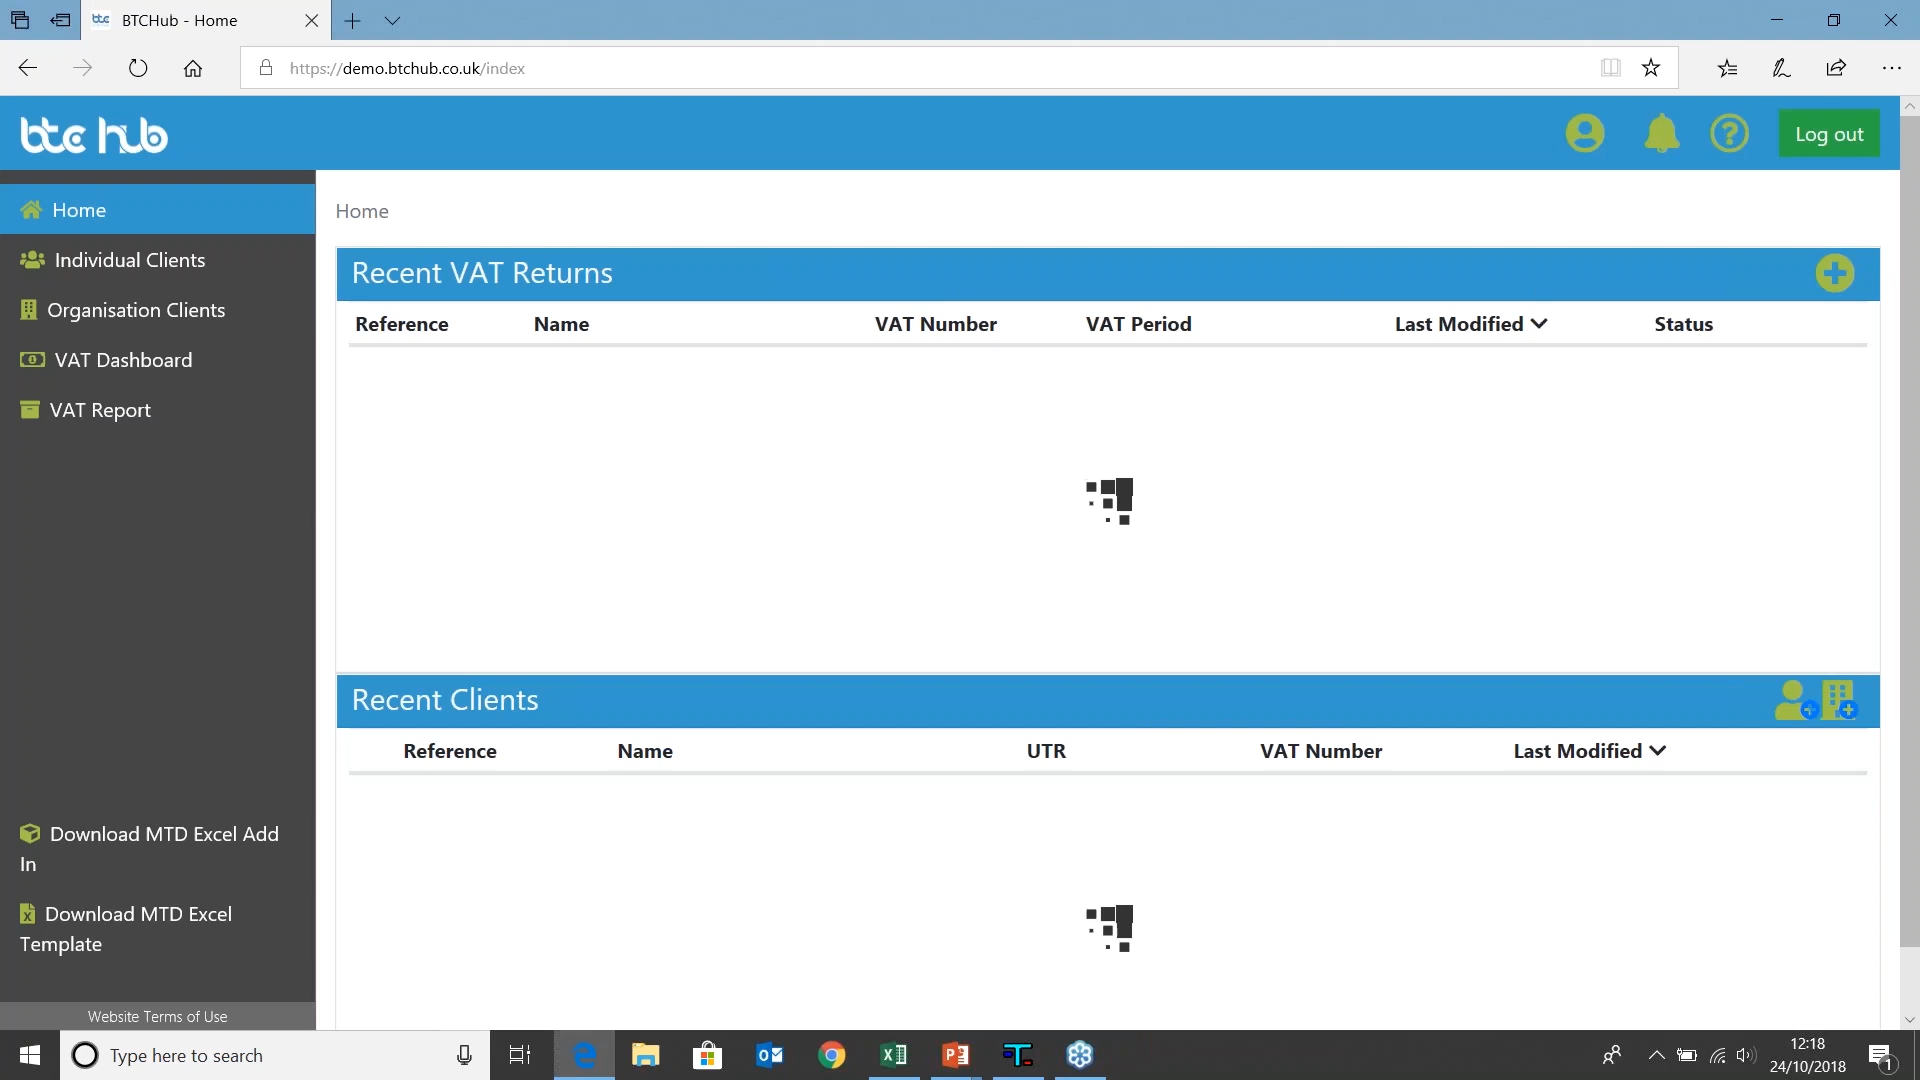 btc BTCHub - Home
https://demo.btchub.co.uk/index
btc hub
Log out
Home
Individual Clients
Organisation Clients
VAT Dashboard
VAT Report
Download MTD Excel Add
In
Download MTD Excel
Template
Website Terms of Use
Home
Recent VAT Returns
Reference Name VAT Number VAT Period Last Modified Status
Recent Clients
Reference Name UTR VAT Number Last Modified
Type here to search
12:18
24/10/2018
1